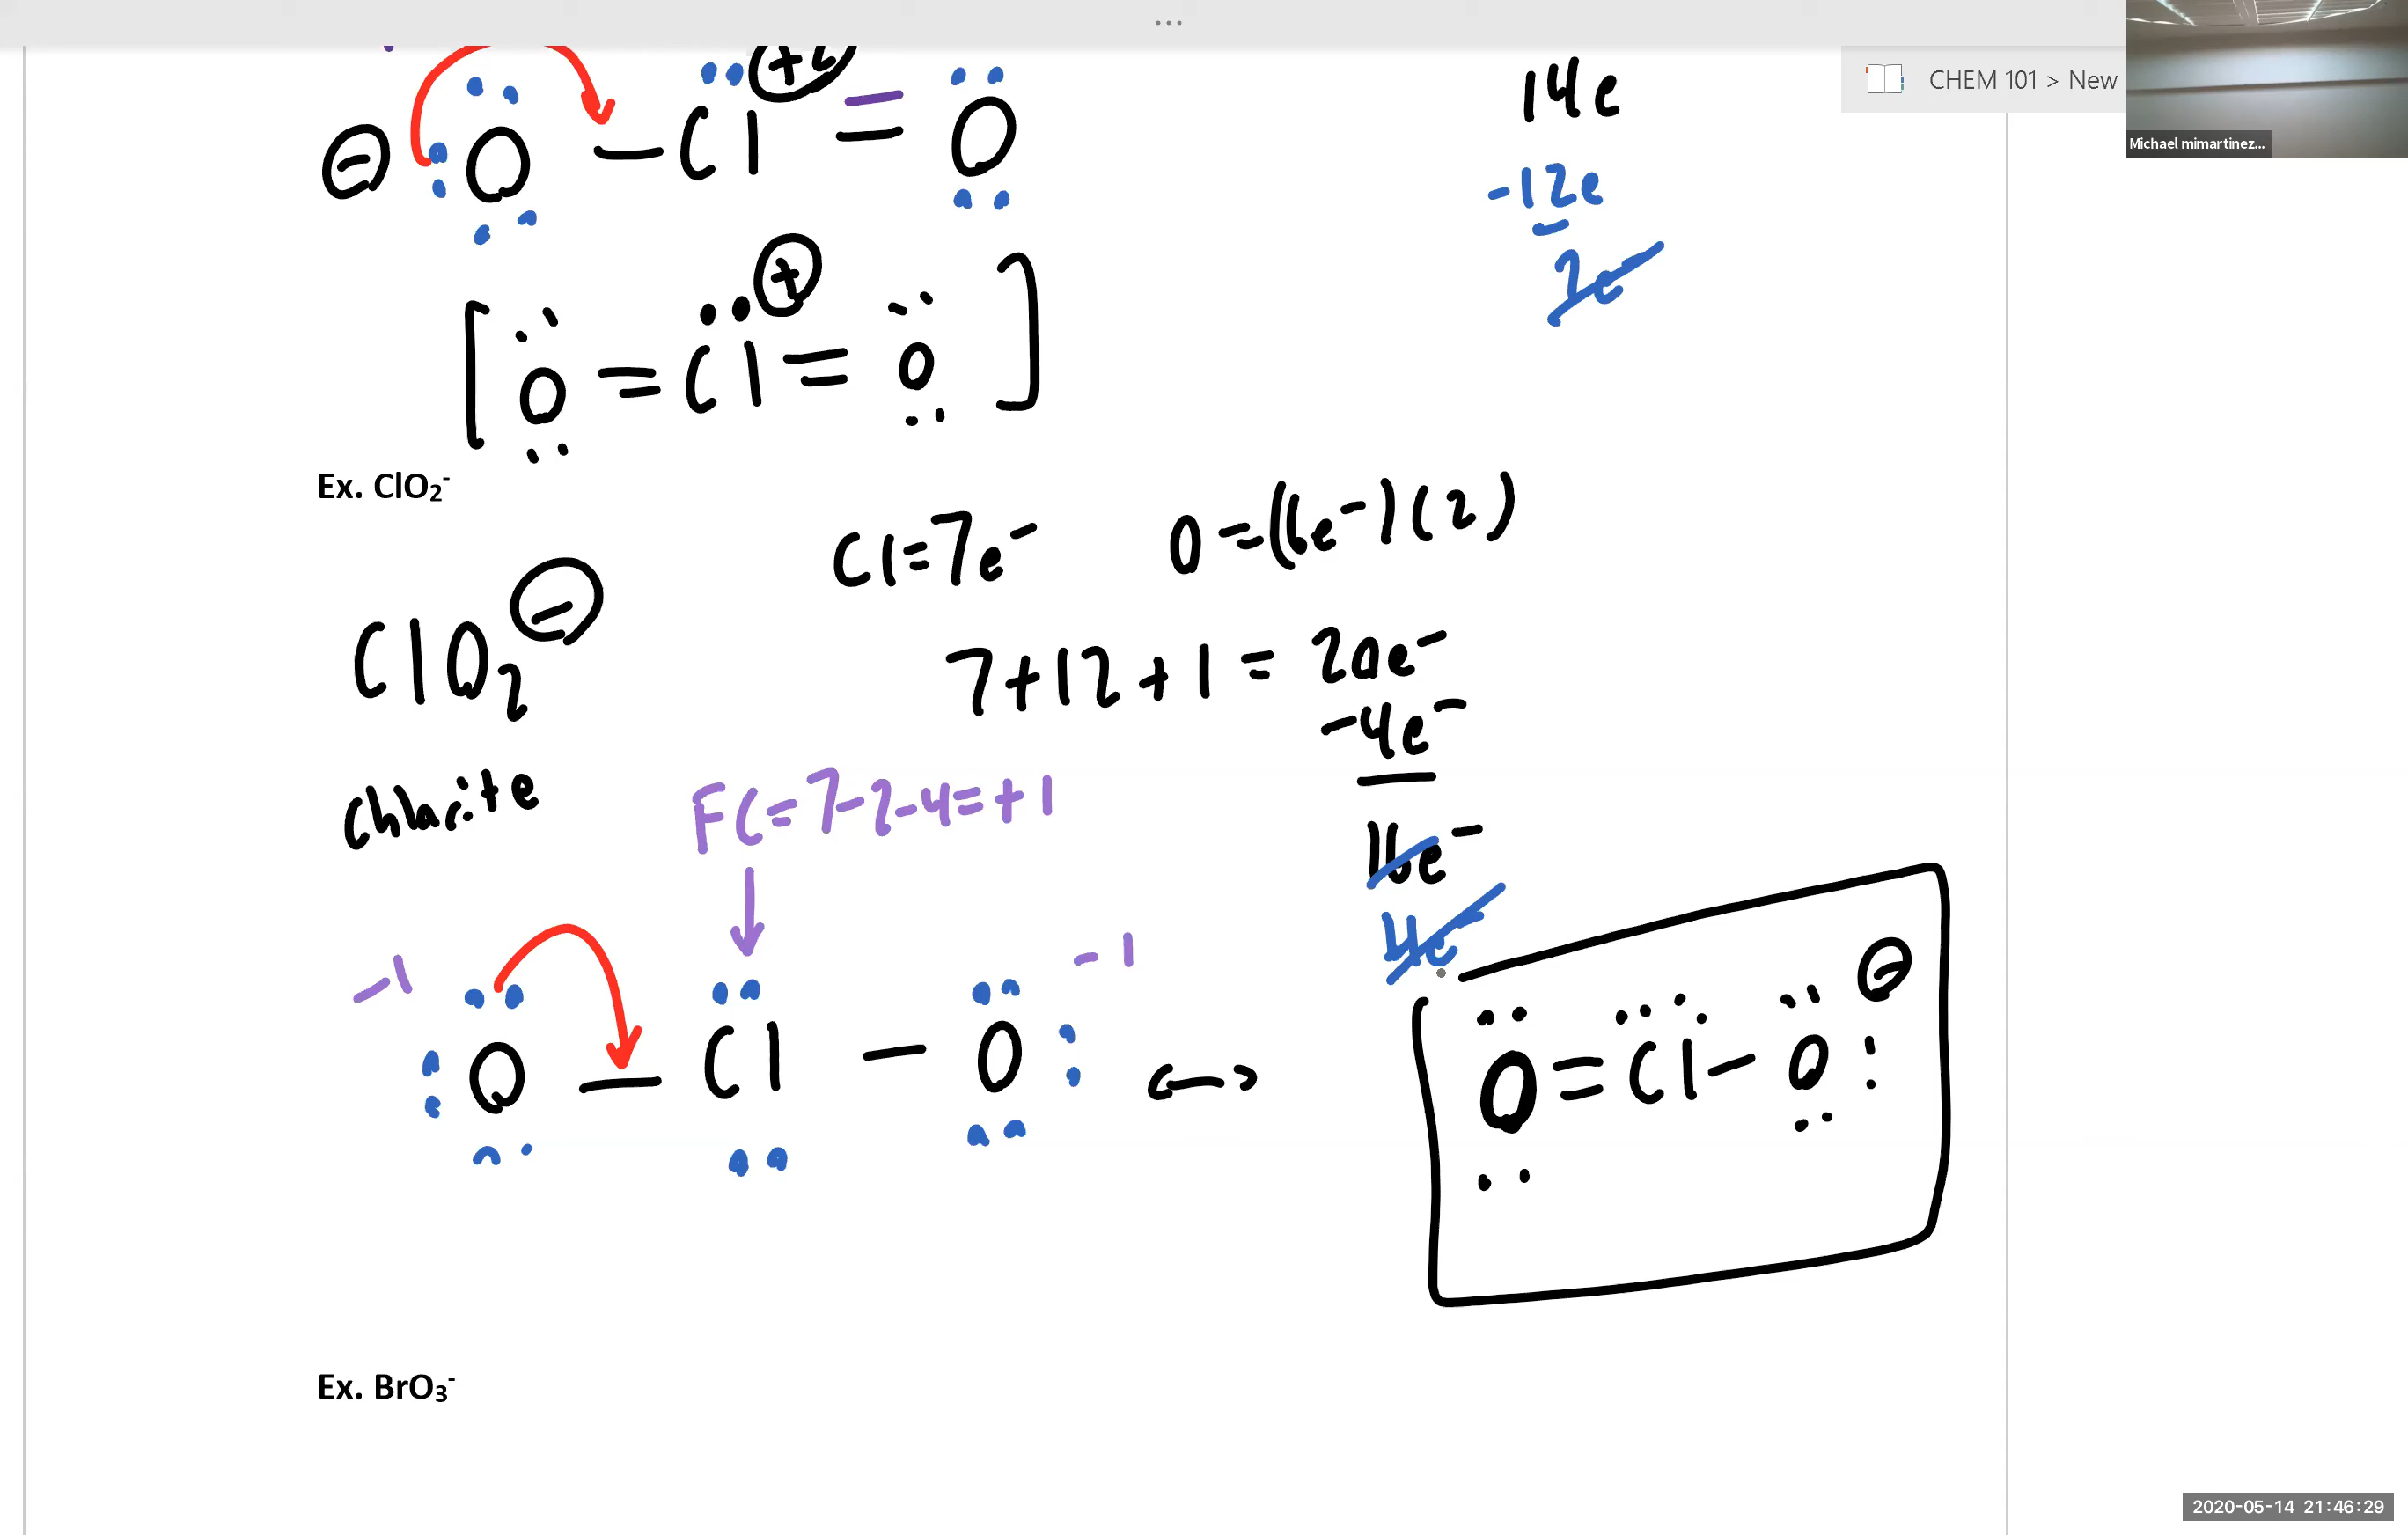 ...
CHEM 101 > New
Michael mimartinez...
⊖ O – Cl = O
14e
-12e
2e
[O = Cl = O] ⊕
Ex. ClO₂⁻
Cl = 7e⁻ O = (6e⁻)(2)
ClO₂ ⊖
7+12+1 = 20e⁻
-4e⁻
Chlorite
FC = 7-2-4 = +1
16e⁻
4e⁻
-1 -1
O – Cl – O ↔ [O = Cl – O ⊖
Ex. BrO₃⁻
2020-05-14 21:46:29